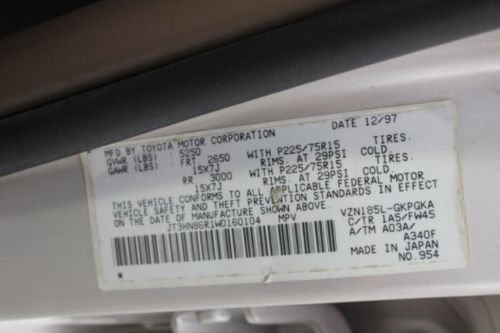 MFD BY TOYOTA MOTOR CORPORATION DATE 12/97
GVWR (LBS) : 5250
GAWR (LBS) : FRT 2650 WITH P225/75R15 TIRES.
15X7J RIMS. AT 29PSI COLD.
RR 3000 WITH P225/75R15 TIRES.
15X7J RIMS. AT 29PSI COLD.
THIS VEHICLE CONFORMS TO ALL APPLICABLE FEDERAL MOTOR
VEHICLE SAFETY AND THEFT PREVENTION STANDARDS IN EFFECT
ON THE DATE OF MANUFACTURE SHOWN ABOVE.
JT3HN86R1W0160104 MPV VZN185L-GKPGKA
C/TR 1A5/FW45
A/TM A03A/
A340F
MADE IN JAPAN
NO.954